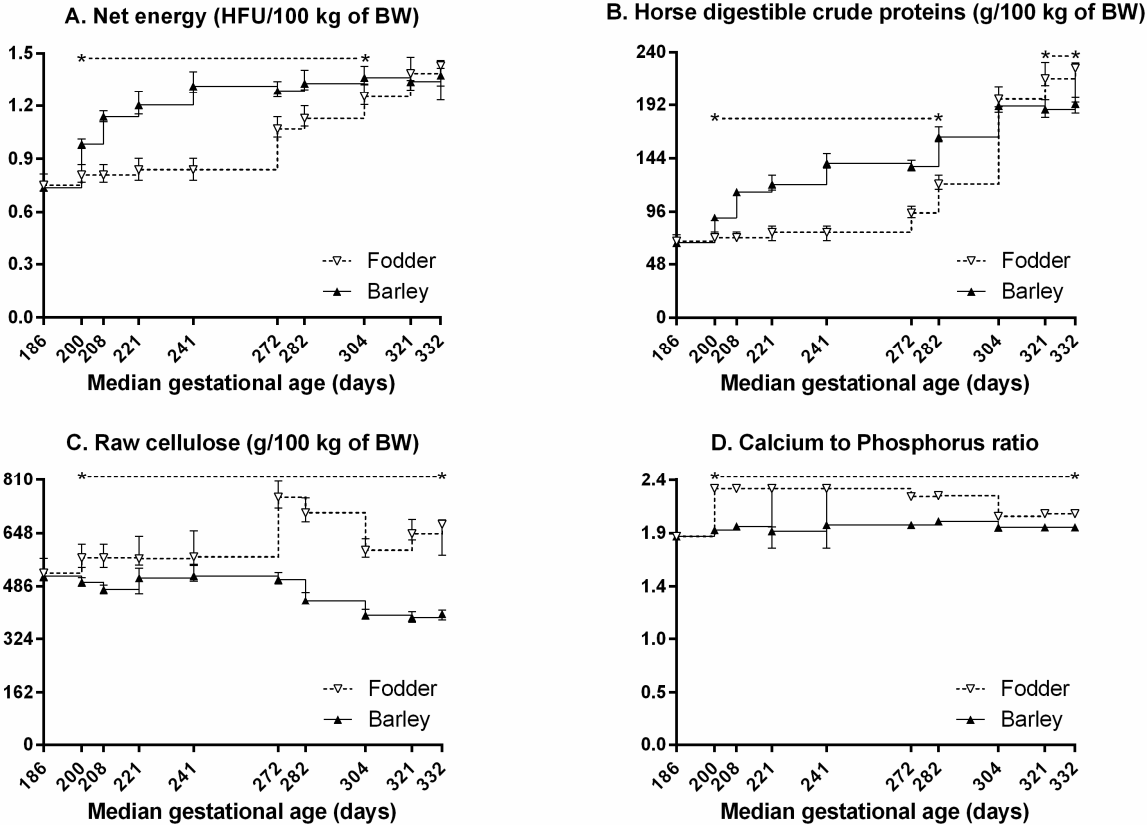 A. Net energy (HFU/100 kg of BW)
1.5
1.2
0.9
0.6
0.3
0.0
* *
Fodder
Barley
186 200 208 221 241 272 282 304 321 332
Median gestational age (days)
B. Horse digestible crude proteins (g/100 kg of BW)
240
192
144
96
48
0
* *
* *
Fodder
Barley
186 200 208 221 241 272 282 304 321 332
Median gestational age (days)
C. Raw cellulose (g/100 kg of BW)
810
648
486
324
162
0
* *
Fodder
Barley
186 200 208 221 241 272 282 304 321 332
Median gestational age (days)
D. Calcium to Phosphorus ratio
2.4
1.9
1.4
1.0
0.5
0.0
* *
Fodder
Barley
186 200 208 221 241 272 282 304 321 332
Median gestational age (days)